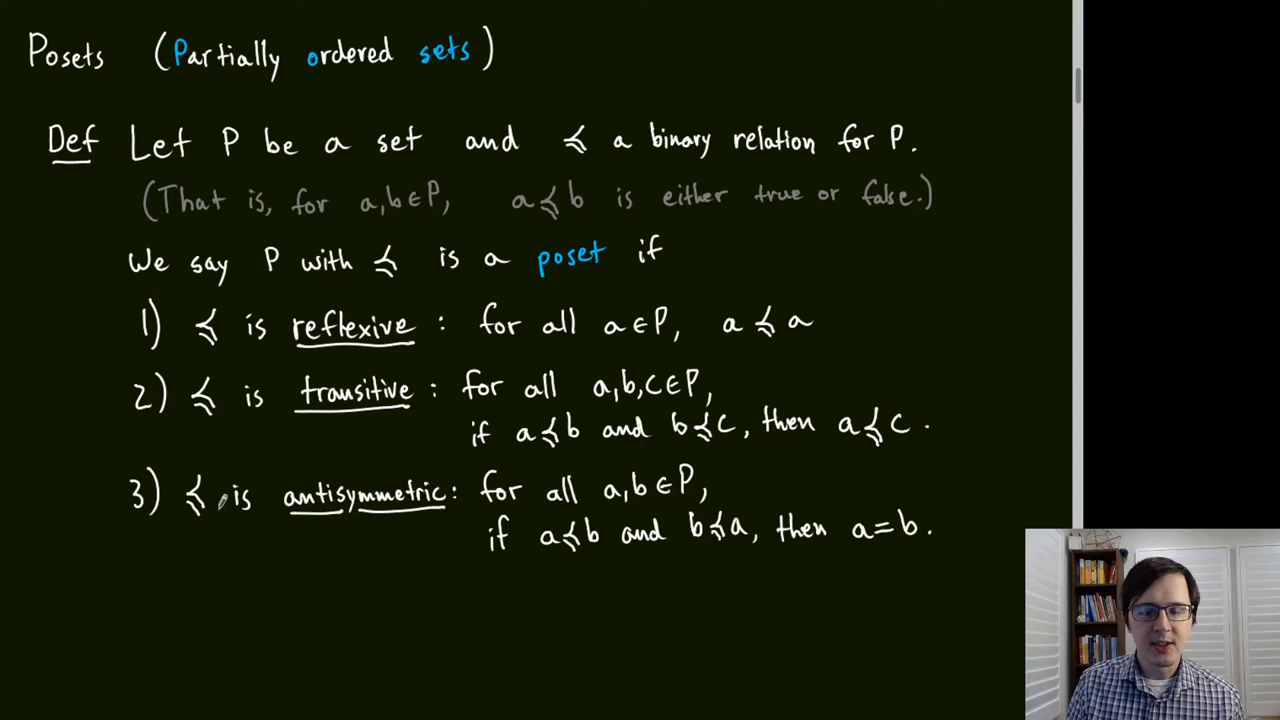 Posets (Partially ordered sets)
Def Let P be a set and ≼ a binary relation for P.
(That is, for a,b∈P, a≼b is either true or false.)
We say P with ≼ is a poset if
1) ≼ is reflexive: for all a∈P, a≼a
2) ≼ is transitive: for all a,b,c∈P,
if a≼b and b≼c, then a≼c.
3) ≼ is antisymmetric: for all a,b∈P,
if a≼b and b≼a, then a=b.